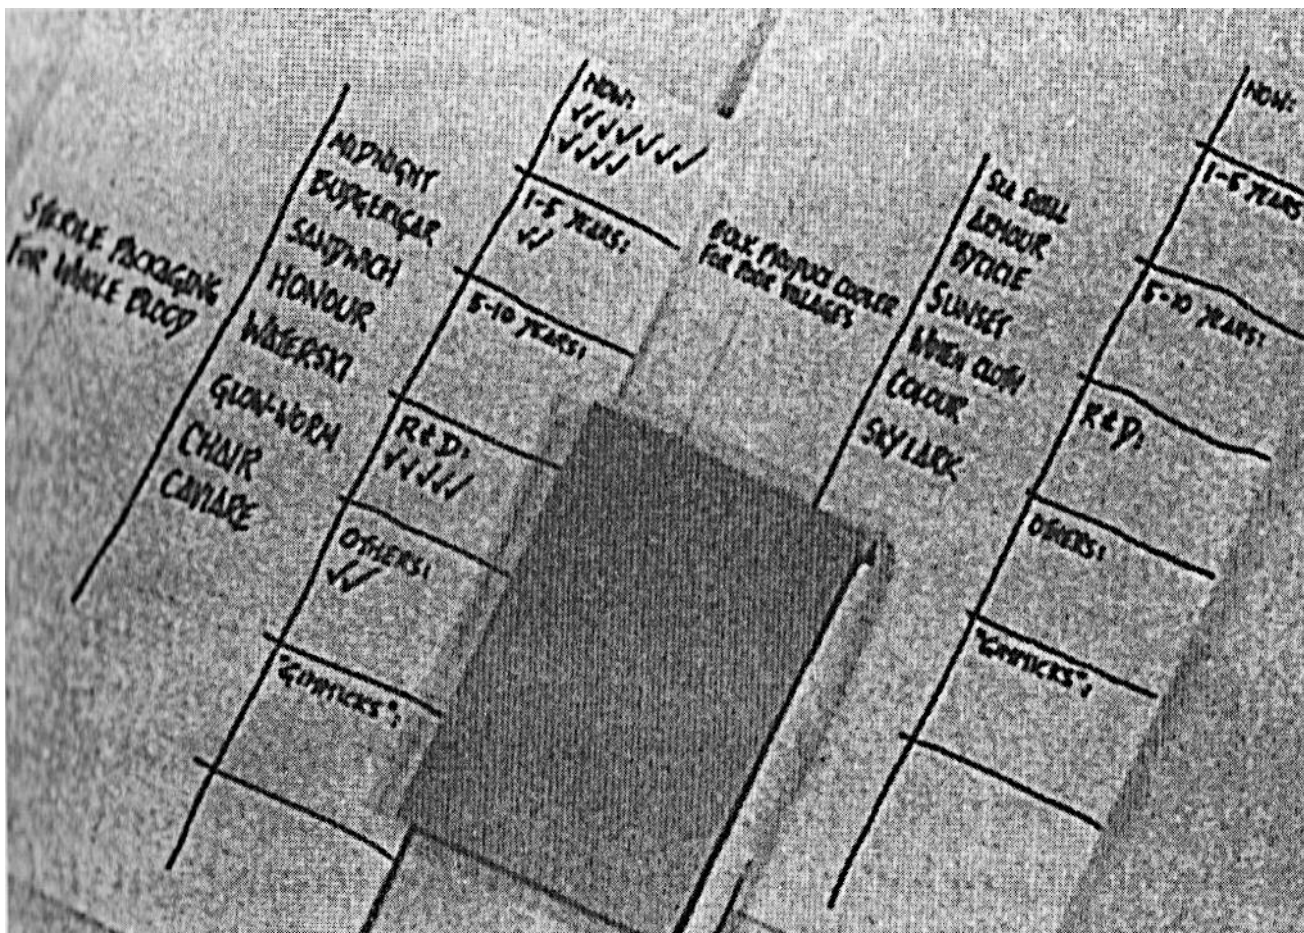 STERILE PACKAGING
FOR WHOLE BLOOD
MIDNIGHT
BUDGERIGAR
SANDWICH
HONOUR
WATERSKI
GLOW-WORM
CHAIR
CAVIARE
NOW:
✓✓✓✓✓✓✓
✓✓✓✓
1-5 YEARS:
✓✓
5-10 YEARS:
R & D:
✓✓✓✓
OTHERS:
✓✓
"GIMMICKS":
BULK PRODUCE COOLER
FOR POOR VILLAGES
SEA SHELL
ARMOUR
BYCICLE
SUNSET
CLOTH
COLOUR
SKYLARK
NOW:
1-5 YEARS
5-10 YEARS:
R & D:
OTHERS:
"GIMMICKS":